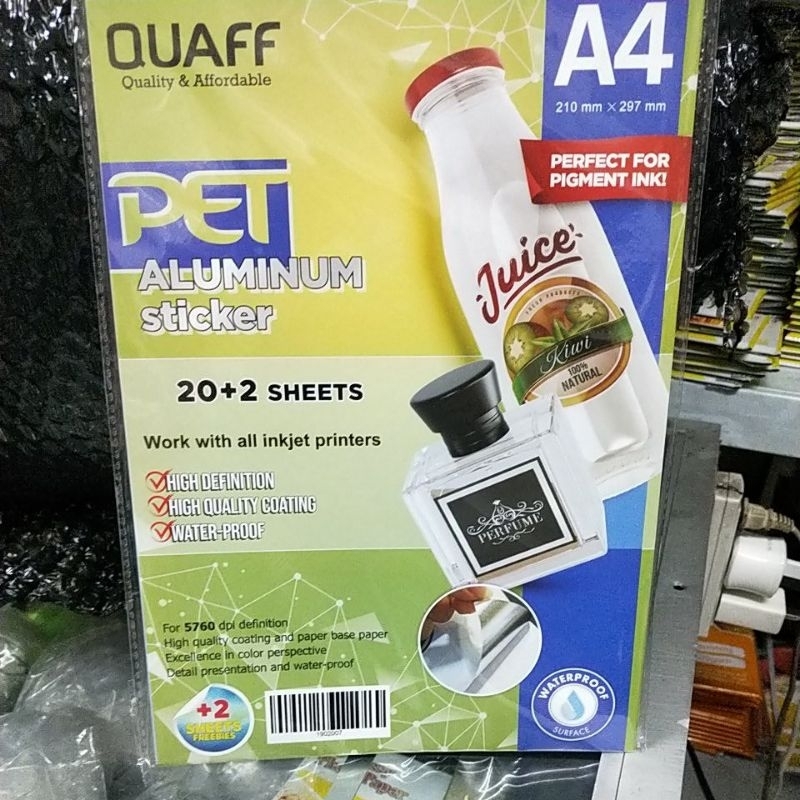 QUAFF
Quality & Affordable
A4
210 mm × 297 mm
PERFECT FOR
PIGMENT INK!
PET
ALUMINUM
sticker
Juice
Kiwi
100%
NATURAL
20+2 SHEETS
Work with all inkjet printers
HIGH DEFINITION
HIGH QUALITY COATING
WATER-PROOF
PERFUME
For 5760 dpi definition
High quality coating and paper base paper
Excellence in color perspective
Detail presentation and water-proof
+2
SHEETS
FREEBIES
1902007
WATERPROOF
SURFACE
Paper